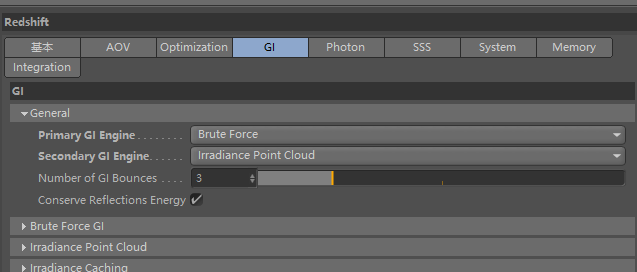 Redshift
基本 AOV Optimization GI Photon SSS System Memory
Integration
GI
General
Primary GI Engine . . . . . . . . Brute Force
Secondary GI Engine. . . . . . Irradiance Point Cloud
Number of GI Bounces . . . . 3
Conserve Reflections Energy
Brute Force GI
Irradiance Point Cloud
Irradiance Caching